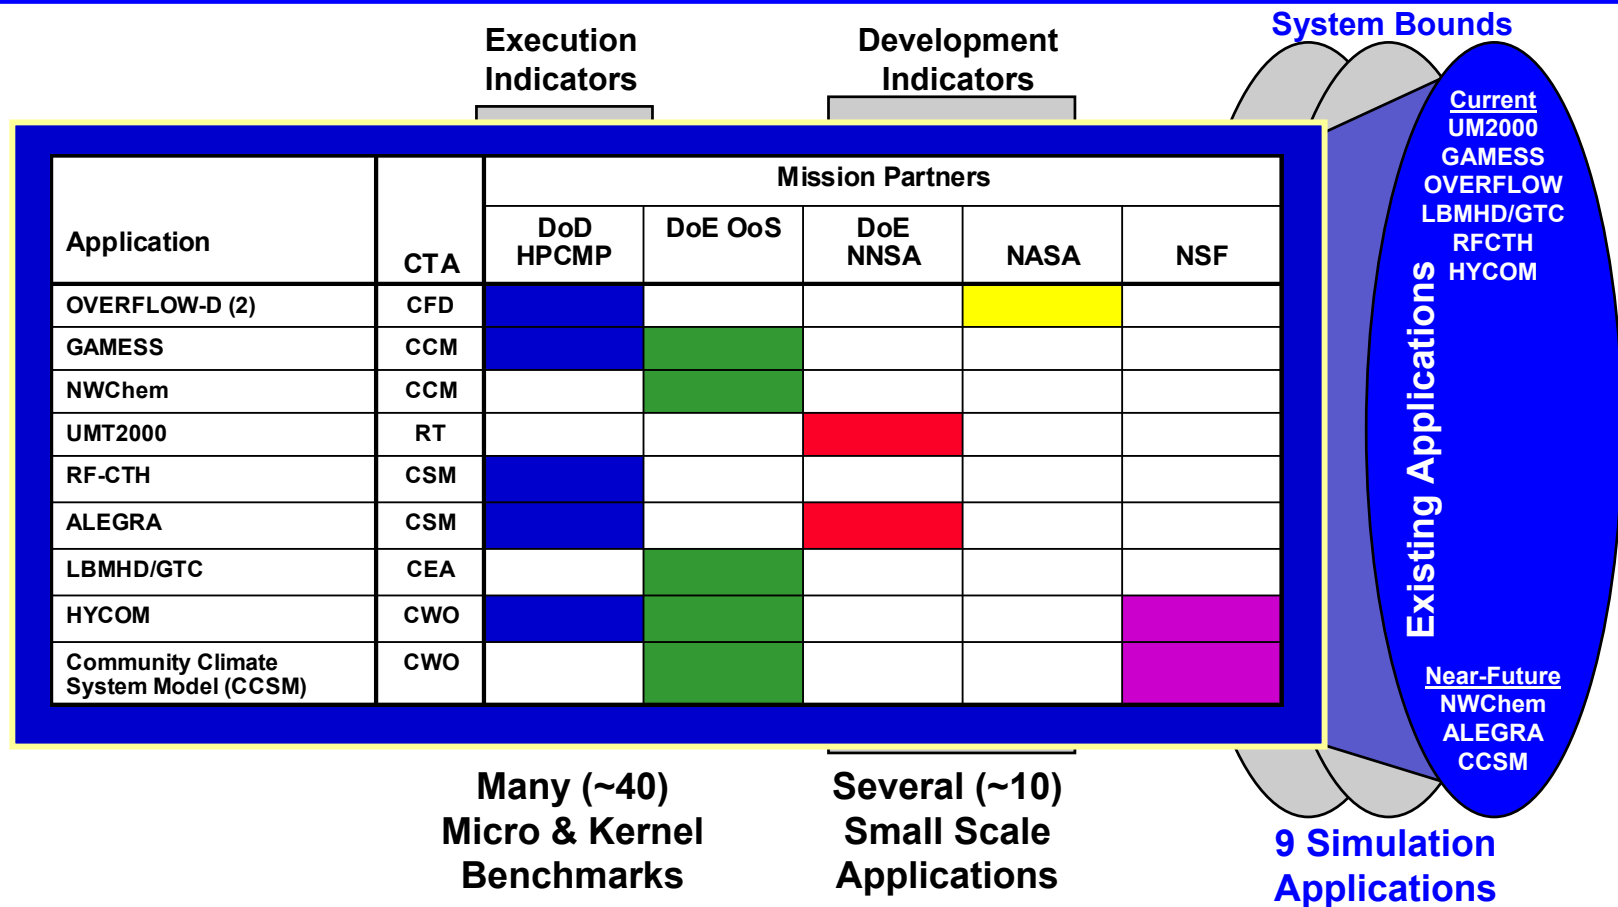 System Bounds
Execution
Indicators
Development
Indicators
Mission Partners
Application
CTA
DoD
HPCMP
DoE OoS
DoE
NNSA
NASA
NSF
OVERFLOW-D (2) CFD
GAMESS CCM
NWChem CCM
UMT2000 RT
RF-CTH CSM
ALEGRA CSM
LBMHD/GTC CEA
HYCOM CWO
Community Climate
System Model (CCSM)
CWO
Current
UM2000
GAMESS
OVERFLOW
LBMHD/GTC
RFCTH
HYCOM
Existing Applications
Near-Future
NWChem
ALEGRA
CCSM
Many (~40)
Micro & Kernel
Benchmarks
Several (~10)
Small Scale
Applications
9 Simulation
Applications